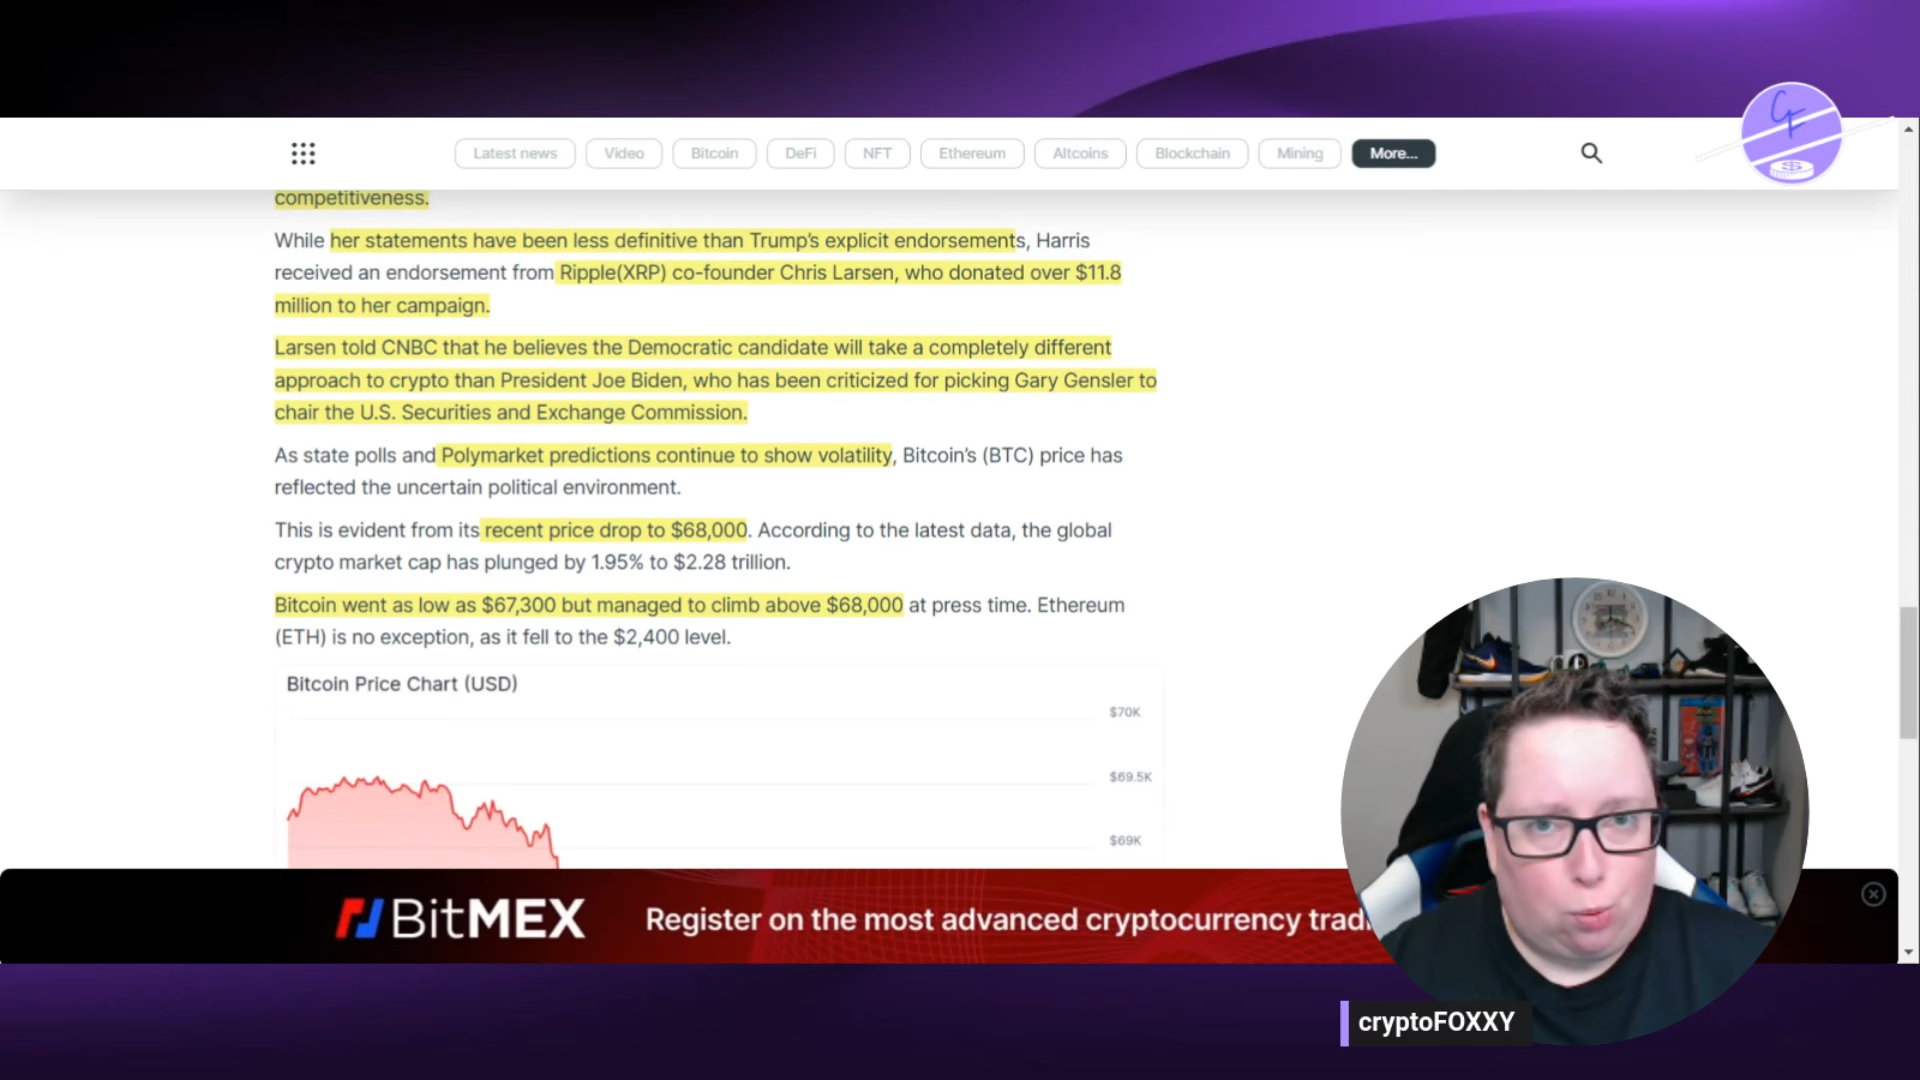 Latest news Video Bitcoin DeFi NFT Ethereum Altcoins Blockchain Mining More...
competitiveness.
While her statements have been less definitive than Trump's explicit endorsements, Harris
received an endorsement from Ripple(XRP) co-founder Chris Larsen, who donated over $11.8
million to her campaign.
Larsen told CNBC that he believes the Democratic candidate will take a completely different
approach to crypto than President Joe Biden, who has been criticized for picking Gary Gensler to
chair the U.S. Securities and Exchange Commission.
As state polls and Polymarket predictions continue to show volatility, Bitcoin's (BTC) price has
reflected the uncertain political environment.
This is evident from its recent price drop to $68,000. According to the latest data, the global
crypto market cap has plunged by 1.95% to $2.28 trillion.
Bitcoin went as low as $67,300 but managed to climb above $68,000 at press time. Ethereum
(ETH) is no exception, as it fell to the $2,400 level.
Bitcoin Price Chart (USD)
$70K
$69.5K
$69K
BitMEX Register on the most advanced cryptocurrency
cryptoFOXXY